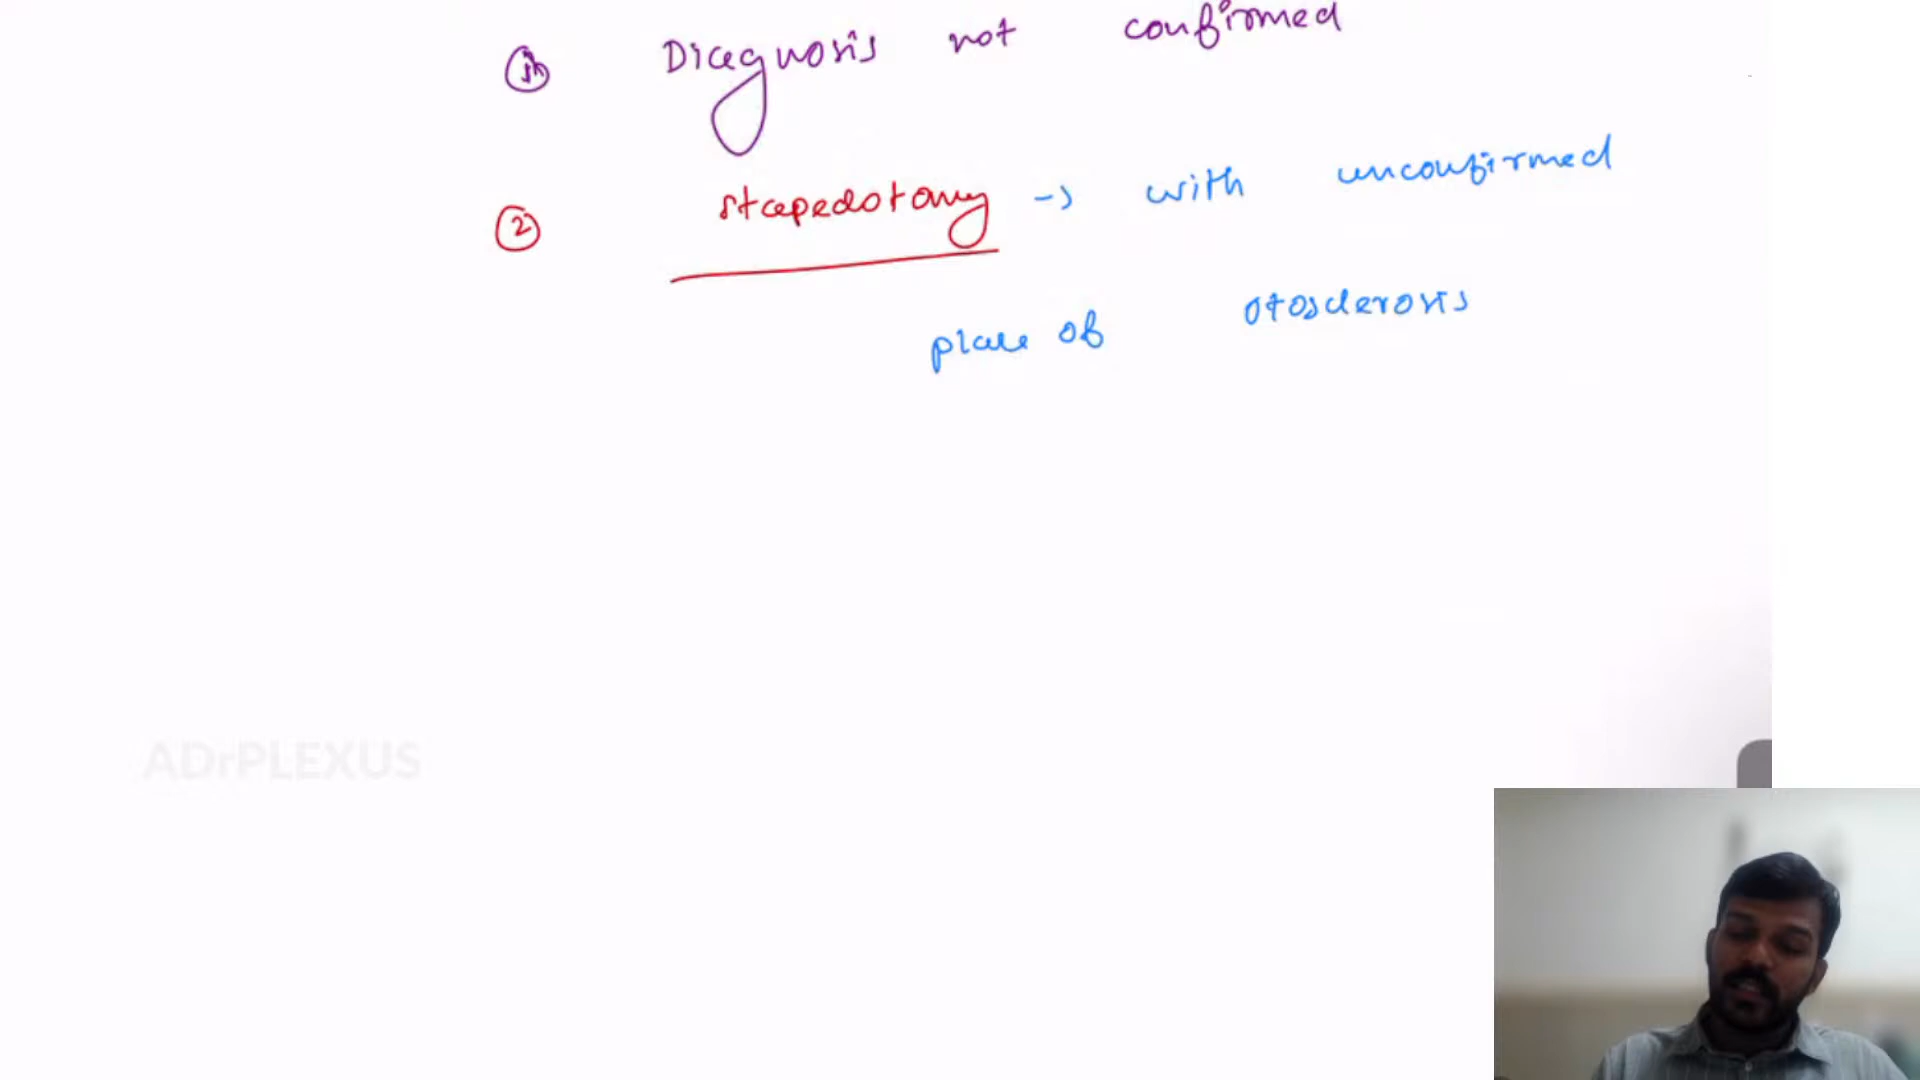 ① Diagnosis not confirmed
② stapedotomy -> with unconfirmed
place of otosclerosis
ADrPLEXUS